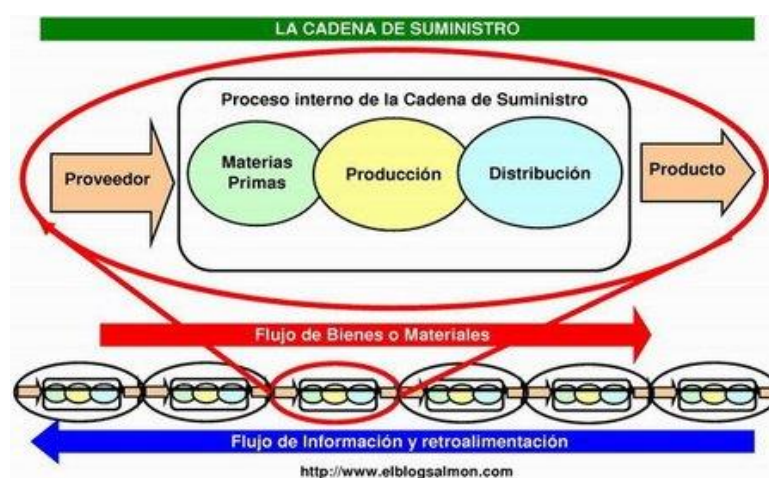 LA CADENA DE SUMINISTRO
Proceso interno de la Cadena de Suministro
Proveedor
Materias
Primas
Producción
Distribución
Producto
Flujo de Bienes o Materiales
Flujo de Información y retroalimentación
http://www.elblogsalmon.com